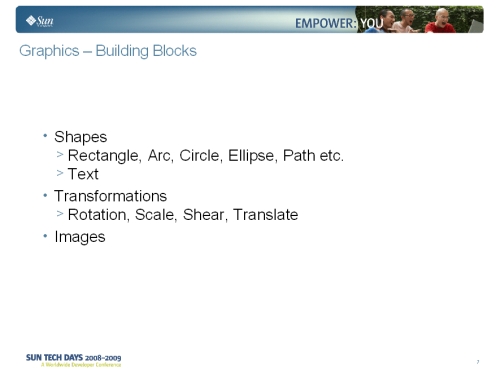 Sun
EMPOWER: YOU
Graphics – Building Blocks
• Shapes
> Rectangle, Arc, Circle, Ellipse, Path etc.
> Text
• Transformations
> Rotation, Scale, Shear, Translate
• Images
SUN TECH DAYS 2008-2009
A Worldwide Developer Conference
7